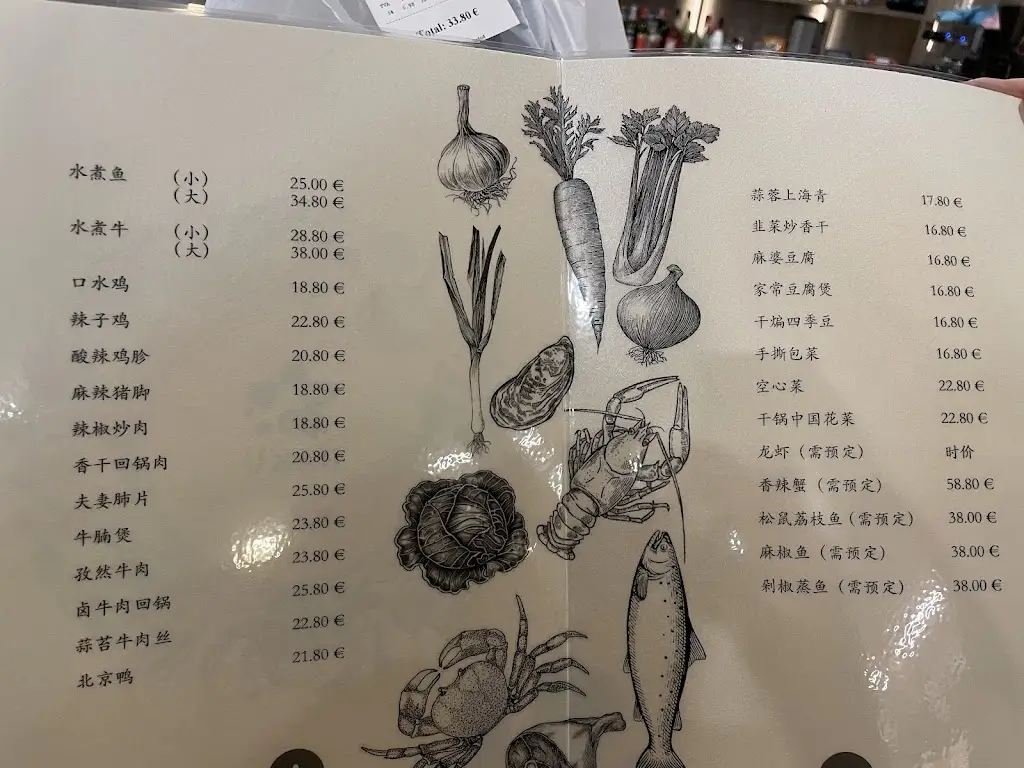 Total: 33.80 €
水煮鱼 (小) 25.00 €
(大) 34.80 €
水煮牛 (小) 28.80 €
(大) 38.00 €
口水鸡 18.80 €
辣子鸡 22.80 €
酸辣鸡胗 20.80 €
麻辣猪脚 18.80 €
辣椒炒肉 18.80 €
香干回锅肉 20.80 €
夫妻肺片 25.80 €
牛腩煲 23.80 €
孜然牛肉 23.80 €
卤牛肉回锅 25.80 €
蒜苔牛肉丝 22.80 €
北京鸭 21.80 €
蒜蓉上海青 17.80 €
韭菜炒香干 16.80 €
麻婆豆腐 16.80 €
家常豆腐煲 16.80 €
干煸四季豆 16.80 €
手撕包菜 16.80 €
空心菜 22.80 €
干锅中国花菜 22.80 €
龙虾（需预定） 时价
香辣蟹（需预定） 58.80 €
松鼠荔枝鱼（需预定） 38.00 €
麻椒鱼（需预定） 38.00 €
剁椒蒸鱼（需预定） 38.00 €